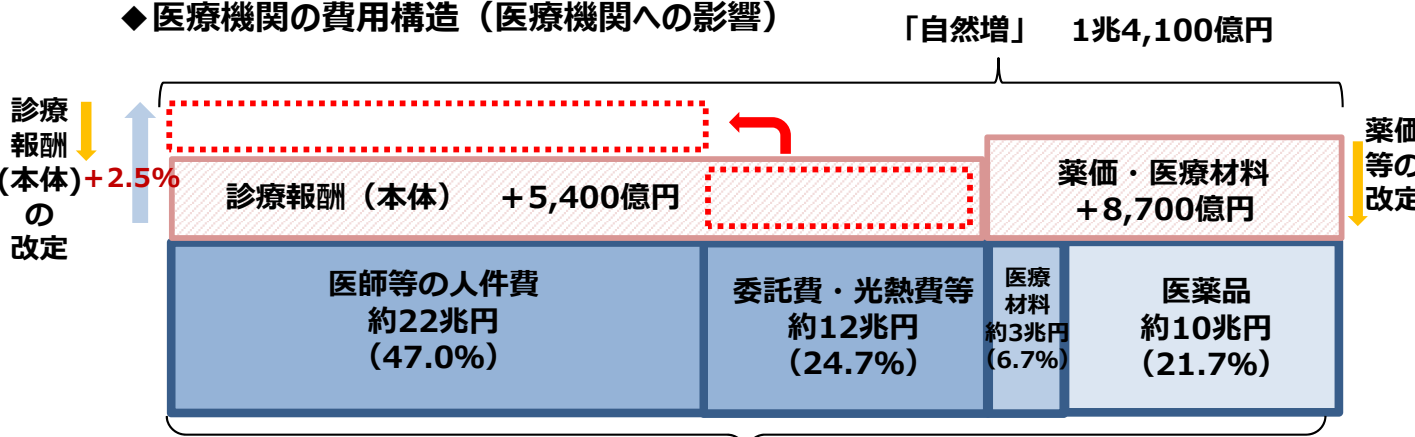 ◆医療機関の費用構造（医療機関への影響）
「自然増」　1兆4,100億円
診療
報酬
(本体)
の
改定
+2.5%
診療報酬（本体）　+5,400億円
薬価・医療材料
+8,700億円
薬価
等の
改定
医師等の人件費
約22兆円
（47.0%）
委託費・光熱費等
約12兆円
（24.7%）
医療
材料
約3兆円
（6.7%）
医薬品
約10兆円
（21.7%）